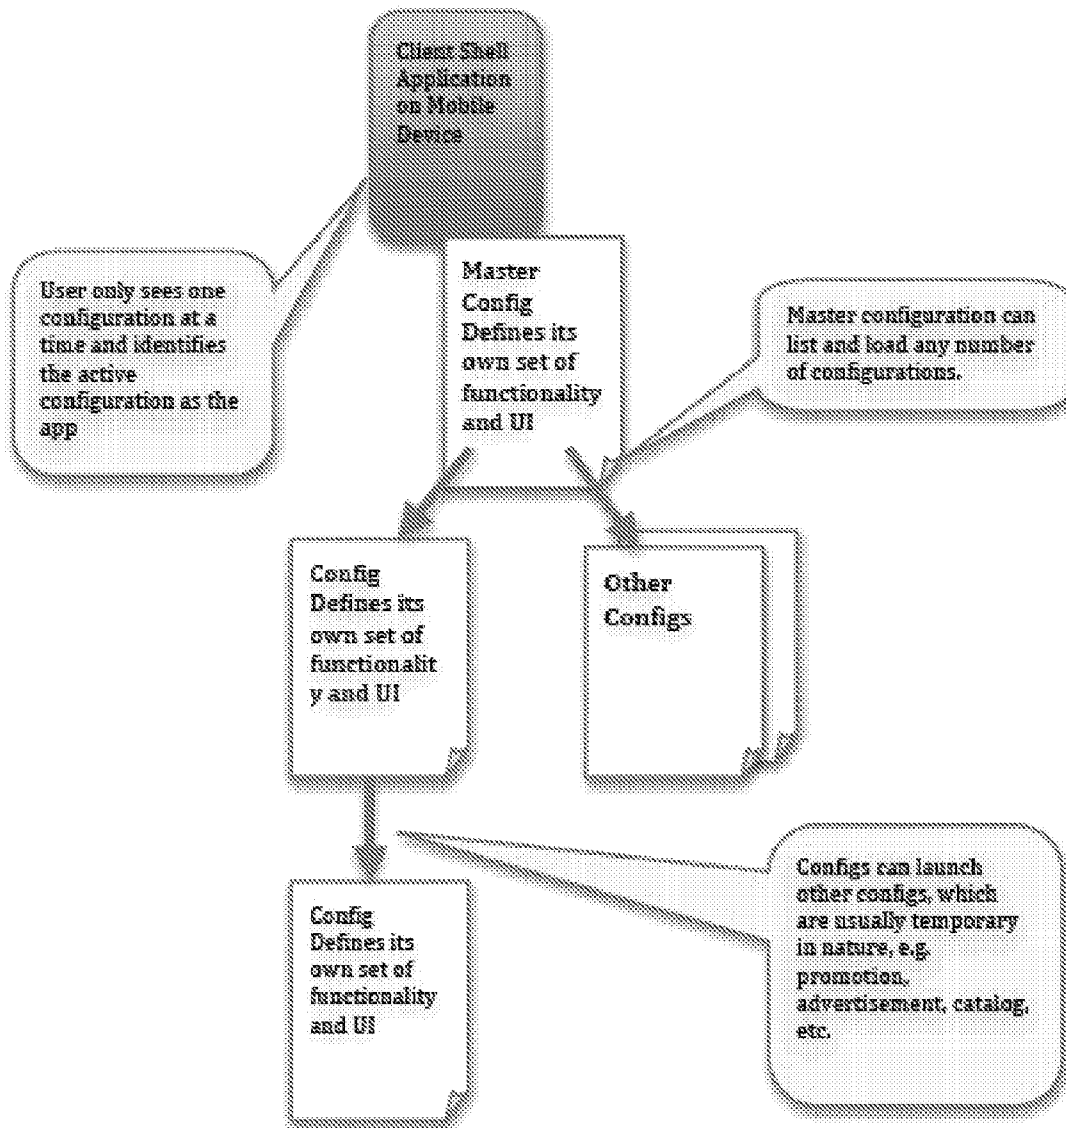 Client Shell
Application
on Mobile
Device
User only sees one
configuration at a
time and identifies
the active
configuration as the
app
Master
Config
Defines its
own set of
functionality
and UI
Master configuration can
list and load any number
of configurations.
Config
Defines its
own set of
functionalit
y and UI
Other
Configs
Config
Defines its
own set of
functionality
and UI
Configs can launch
other configs, which
are usually temporary
in nature, e.g.
promotion,
advertisement, catalog,
etc.